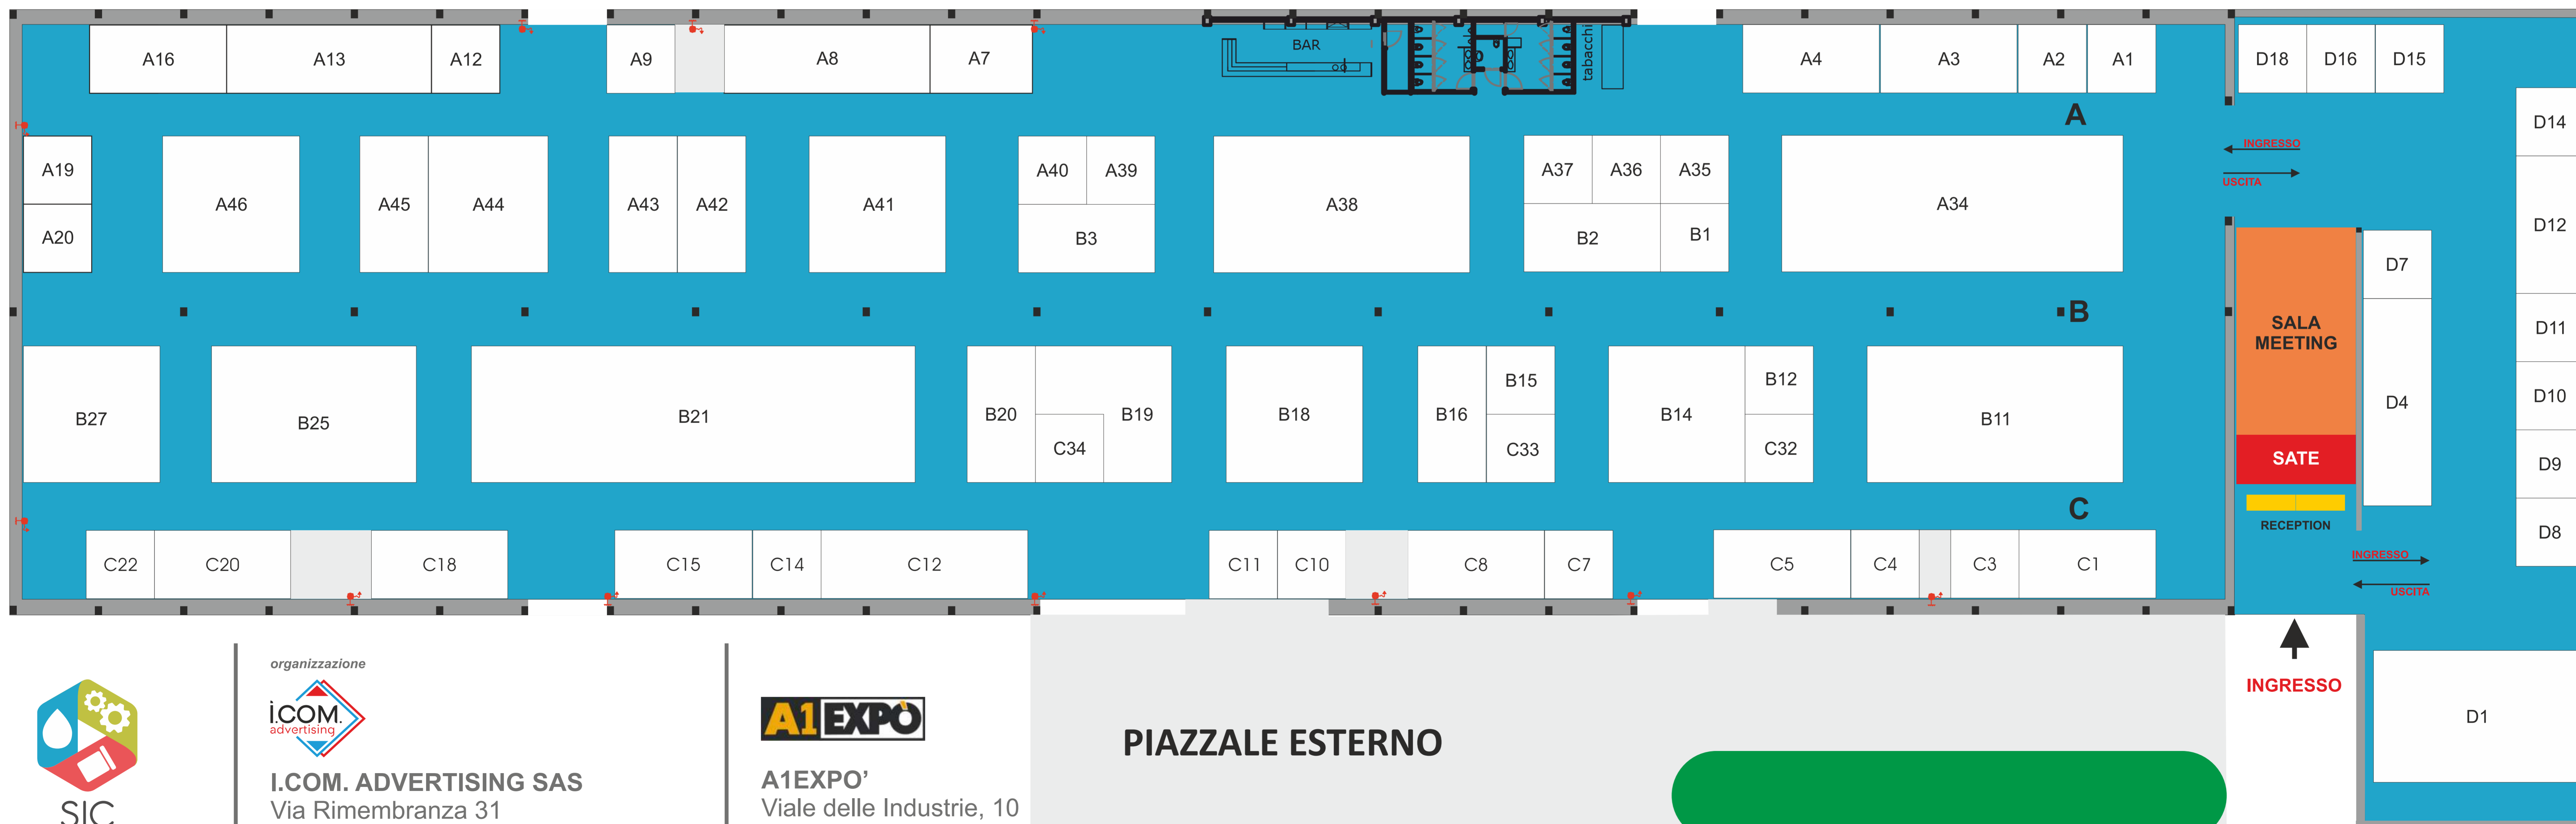 A16 A13 A12 A9 A8 A7 BAR tabacchi A4 A3 A2 A1 D18 D16 D15
A
D14
INGRESSO
USCITA
A19 A46 A45 A44 A43 A42 A41 A40 A39 A38 A37 A36 A35 A34
A20 B3 B2 B1
D12
D7
B
SALA
MEETING
D11
B27 B25 B21 B20 B19 B18 B16 B15 B14 B12 B11
C34 C33 C32
D4
D10
SATE
D9
C
RECEPTION
D8
C22 C20 C18 C15 C14 C12 C11 C10 C8 C7 C5 C4 C3 C1
INGRESSO
USCITA
INGRESSO
D1
SIC
organizzazione
I.COM.
advertising
I.COM. ADVERTISING SAS
Via Rimembranza 31
A1EXPÒ
A1EXPO’
Viale delle Industrie, 10
PIAZZALE ESTERNO